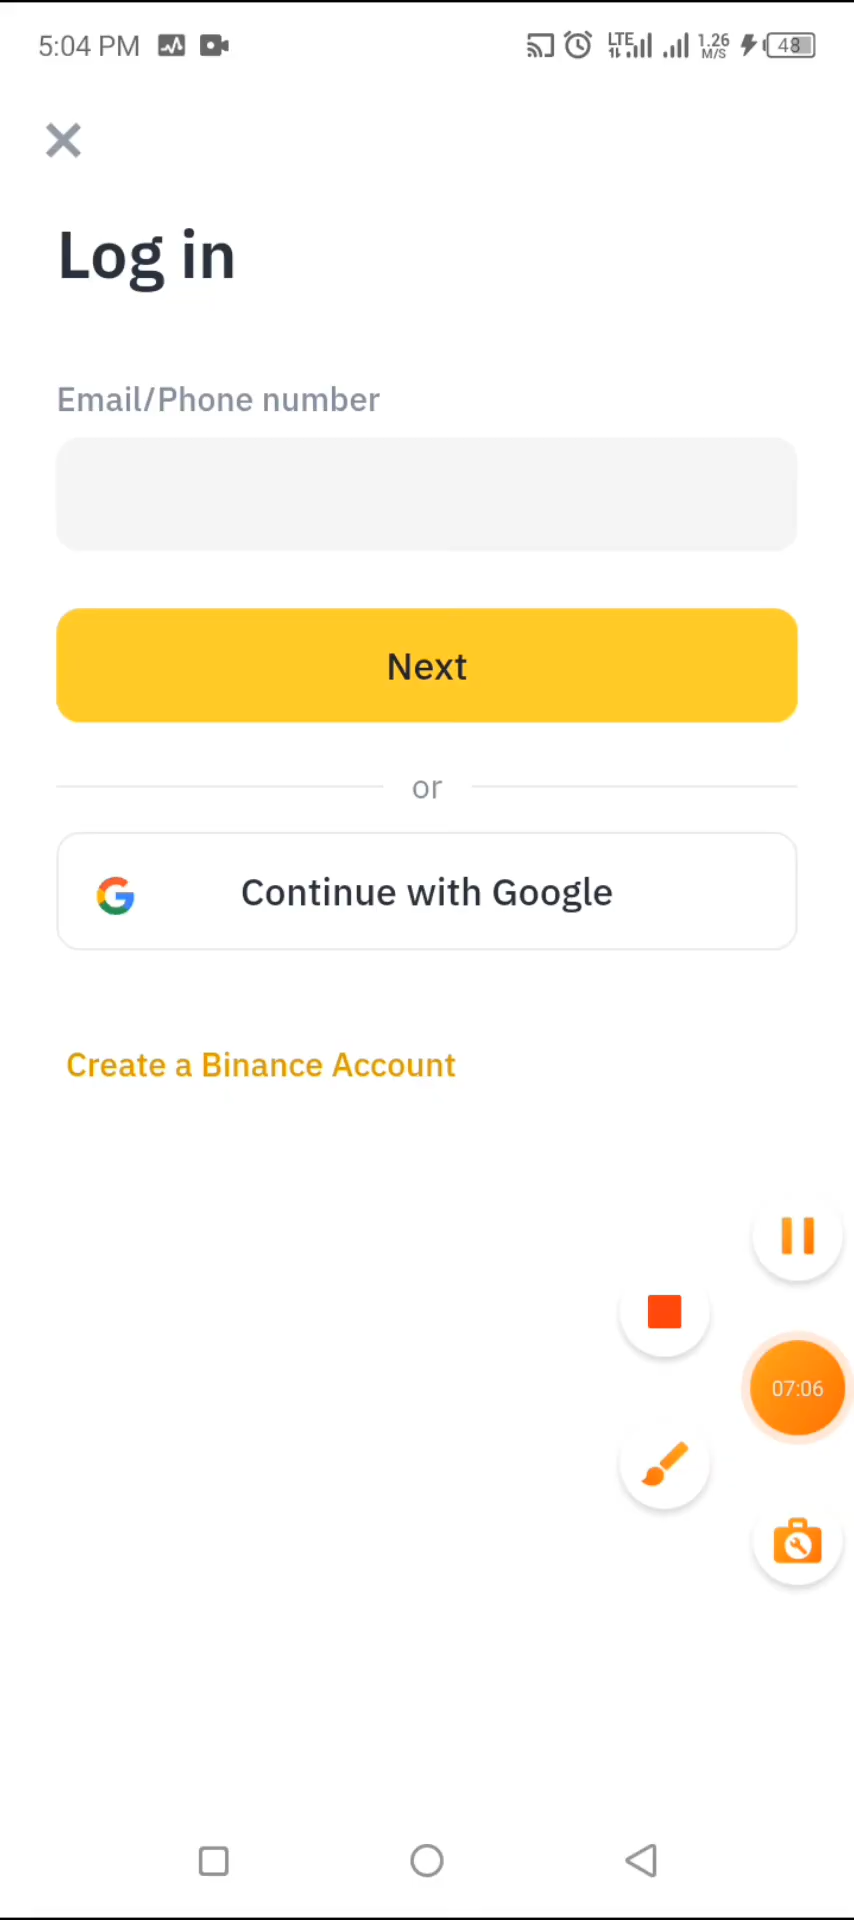 5:04 PM LTE 1.26 M/S 48
Log in
Email/Phone number
Next
or
Continue with Google
Create a Binance Account
07:06